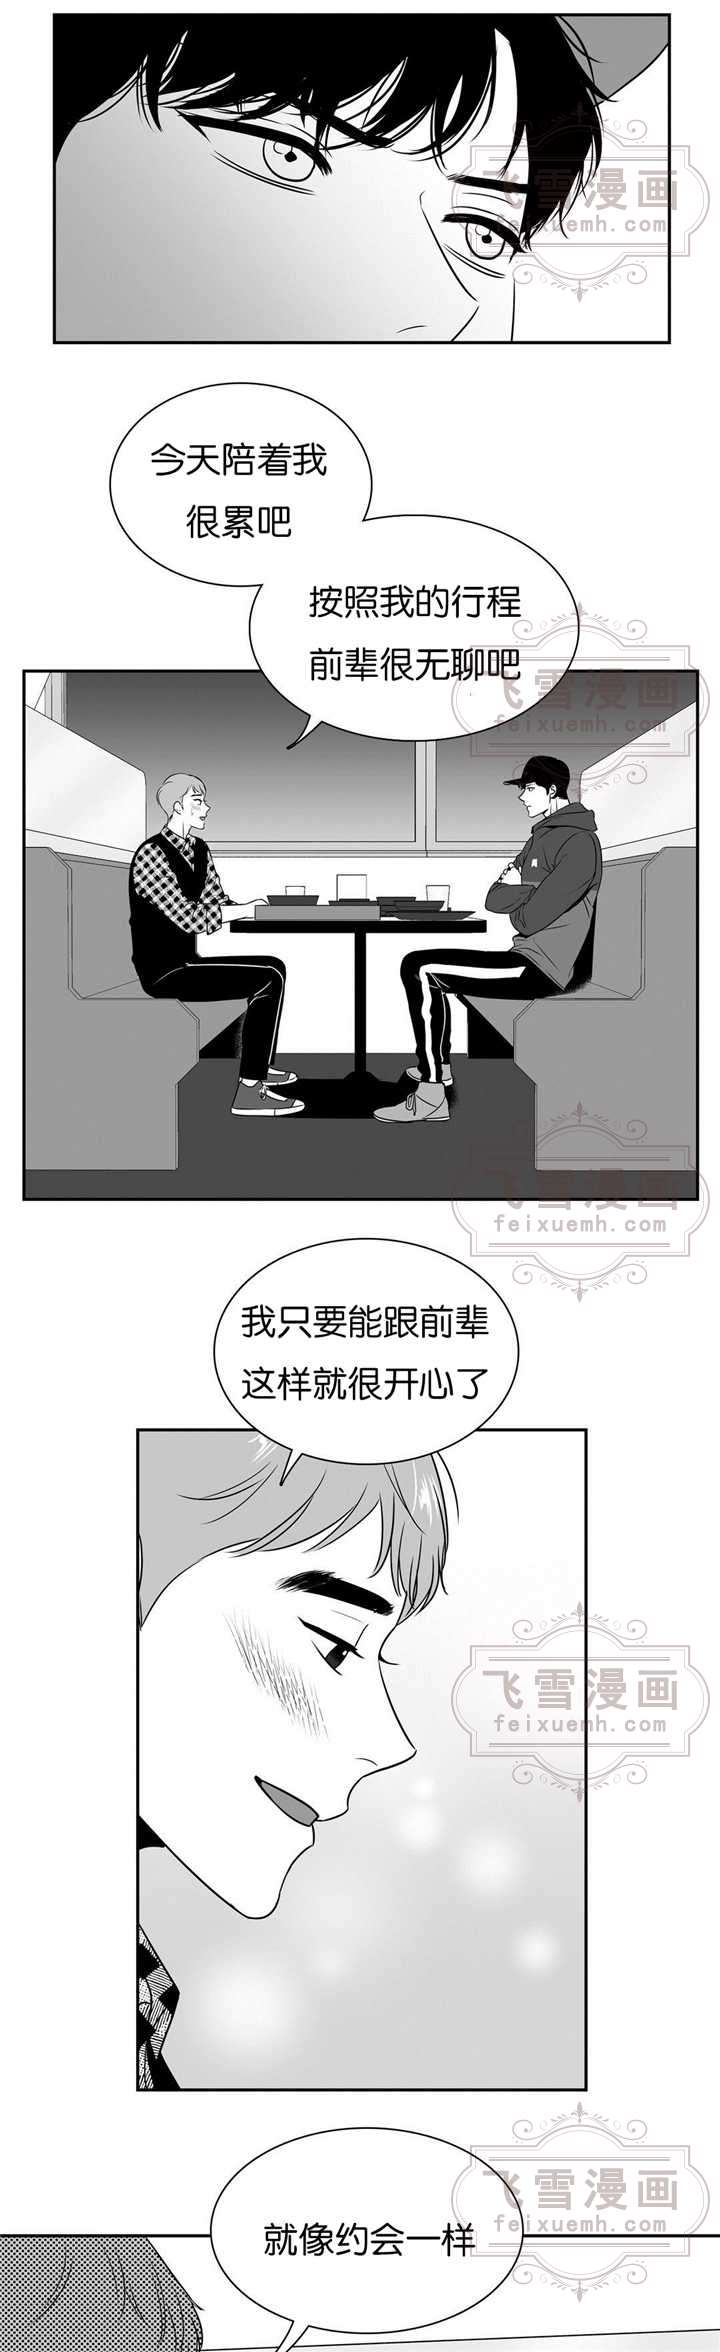 飞雪漫画
feixuemh.com
今天陪着我
很累吧
按照我的行程
前辈很无聊吧
飞雪漫画
feixuemh.com
飞雪漫画
feixuemh.com
我只要能跟前辈
这样就很开心了
飞雪漫画
feixuemh.com
飞雪漫画
feixuemh.com
就像约会一样